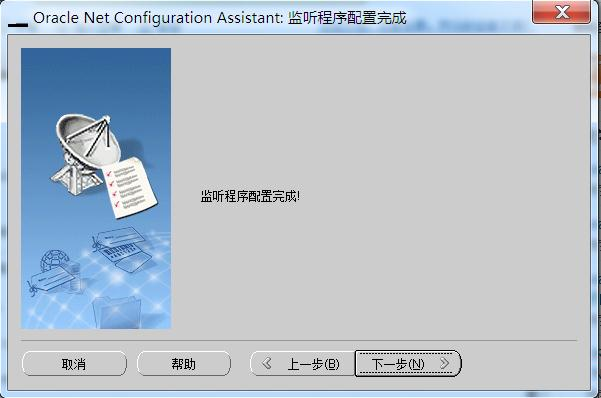 Oracle Net Configuration Assistant: 监听程序配置完成
监听程序配置完成!
取消
帮助
上一步(B)
下一步(N)